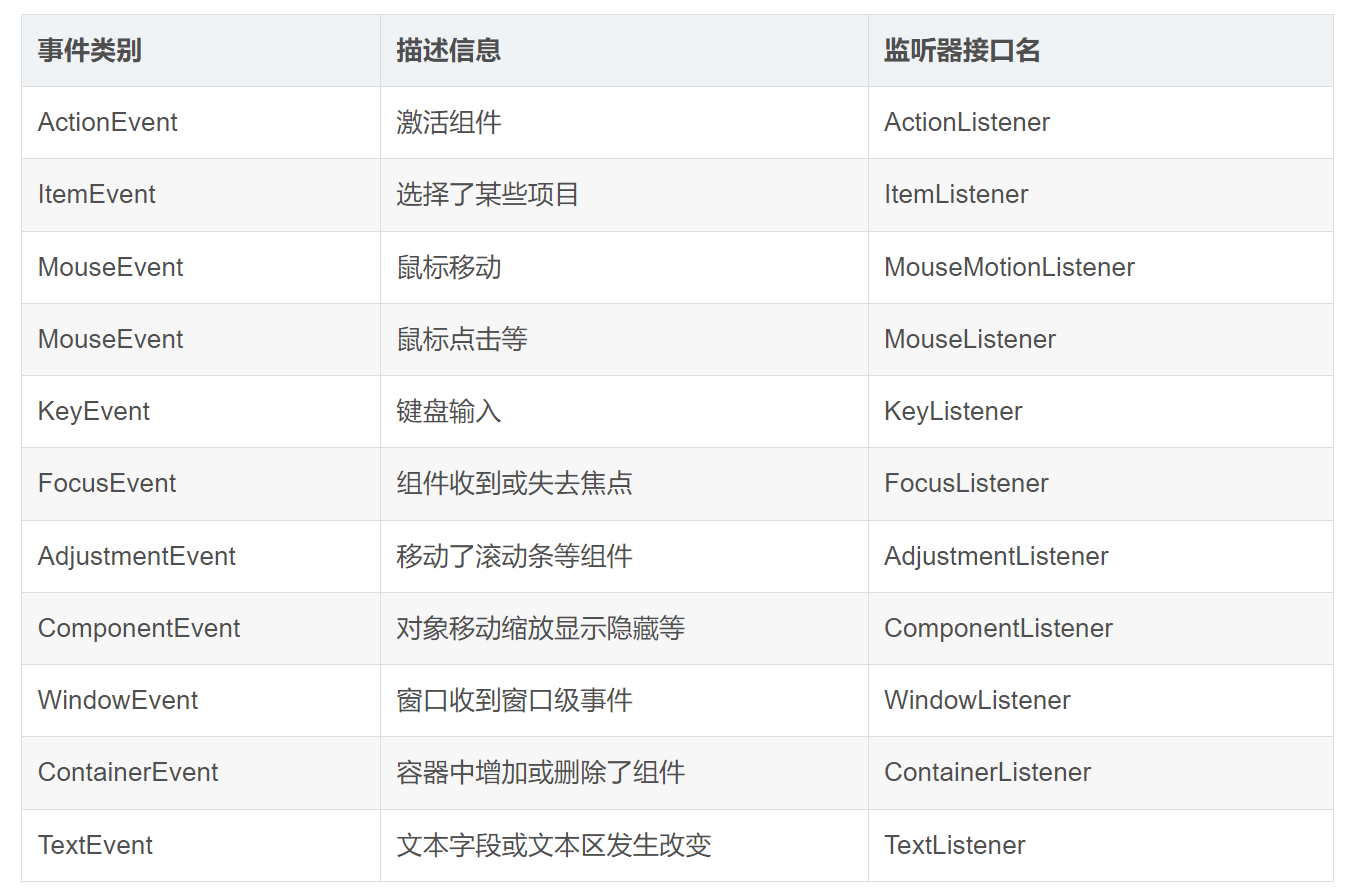 事件类别 描述信息 监听器接口名
ActionEvent 激活组件 ActionListener
ItemEvent 选择了某些项目 ItemListener
MouseEvent 鼠标移动 MouseMotionListener
MouseEvent 鼠标点击等 MouseListener
KeyEvent 键盘输入 KeyListener
FocusEvent 组件收到或失去焦点 FocusListener
AdjustmentEvent 移动了滚动条等组件 AdjustmentListener
ComponentEvent 对象移动缩放显示隐藏等 ComponentListener
WindowEvent 窗口收到窗口级事件 WindowListener
ContainerEvent 容器中增加或删除了组件 ContainerListener
TextEvent 文本字段或文本区发生改变 TextListener